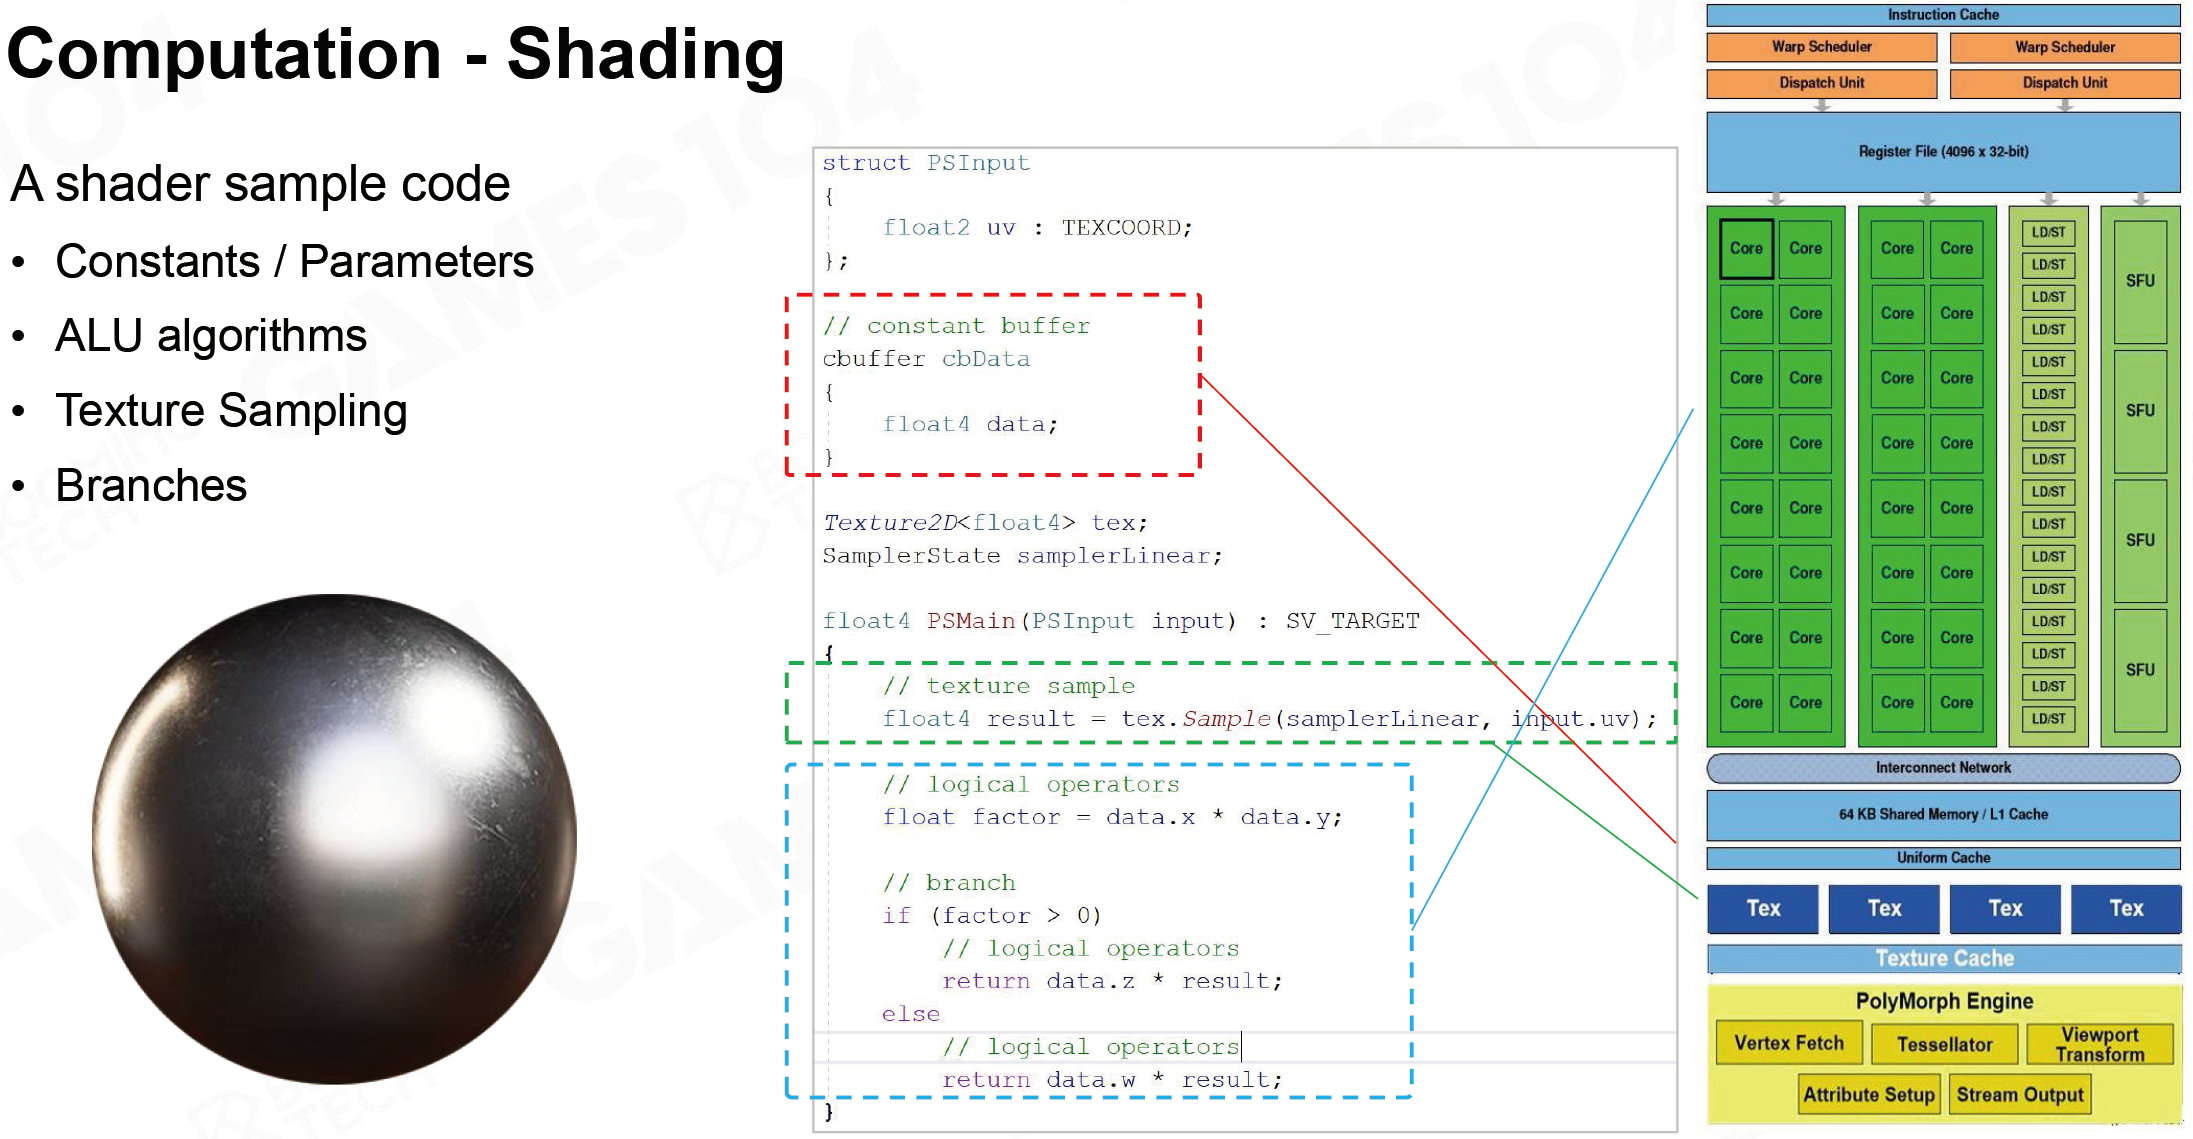 Computation - Shading
A shader sample code
• Constants / Parameters
• ALU algorithms
• Texture Sampling
• Branches
struct PSInput
{
float2 uv : TEXCOORD;
};
// constant buffer
cbuffer cbData
{
float4 data;
}
Texture2D<float4> tex;
SamplerState samplerLinear;
float4 PSMain(PSInput input) : SV_TARGET
{
// texture sample
float4 result = tex.Sample(samplerLinear, input.uv);
// logical operators
float factor = data.x * data.y;
// branch
if (factor > 0)
// logical operators
return data.z * result;
else
// logical operators
return data.w * result;
}
Instruction Cache
Warp Scheduler Warp Scheduler
Dispatch Unit Dispatch Unit
Register File (4096 x 32-bit)
Core Core Core Core LD/ST
LD/ST
SFU
Core Core Core Core LD/ST
LD/ST
Core Core Core Core LD/ST
LD/ST
SFU
Core Core Core Core LD/ST
LD/ST
Core Core Core Core LD/ST
LD/ST
SFU
Core Core Core Core LD/ST
LD/ST
Core Core Core Core LD/ST
LD/ST
SFU
Core Core Core Core LD/ST
LD/ST
Interconnect Network
64 KB Shared Memory / L1 Cache
Uniform Cache
Tex Tex Tex Tex
Texture Cache
PolyMorph Engine
Vertex Fetch Tessellator Viewport
Transform
Attribute Setup Stream Output
GAMES104
BOOMING
TECH